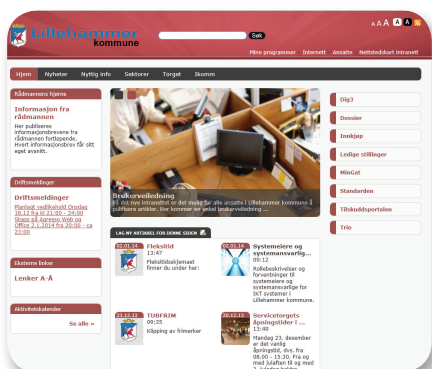 A A A A A
Lillehammer
kommune
Søk
Mine programmer Internett Ansatte Nettstedskart intranett
Hjem Nyheter Nyttig info Sektorer Torget Ikomm
Rådmannens hjørne
Informasjon fra
rådmannen
Her publiseres
informasjonsbrevene fra
rådmannen fortløpende.
Hvert informasjonsbrev får sitt
eget avsnitt.
Driftsmeldinger
Driftsmeldinger
Planlagt vedlikehold Onsdag
18.12 fra kl 21:00 - 24:00
Stopp på Agresso Web og
Office 2.1.2014 fra 20:00 - ca
23:00
Eksterne linker
Lenker A-Å
Aktivitetskalender
Se alle »
Brukerveiledning
På det nye intranettet er det mulig for alle ansatte i Lillehammer kommune å
publisere artikler. Her kommer en enkel brukerveiledning ...
LAG NY ARTIKKEL FOR DENNE SIDEN
02.01.14
Fleksitid
13:47
Fleksitidsskjemaet
finner du under her:
02.01.14
Systemeiere og
systemansvarlig...
09:12
Rollebeskrivelser og
forventninger til
systemeiere og
systemansvarlige for
IKT systemer i
Lillehammer kommune.
23.12.13
TUBFRIM
09:35
Klipping av frimerker
20.12.13
Servicetorgets
åpningstider i ...
13:49
Mandag 23. desember
er det vanlig
åpningstid, dvs. fra
08.00 - 15.30. Fra og
med julaften til og med
Dig3
Dossier
Innkjøp
Ledige stillinger
MinGat
Standarden
Tilskuddsportalen
Trio